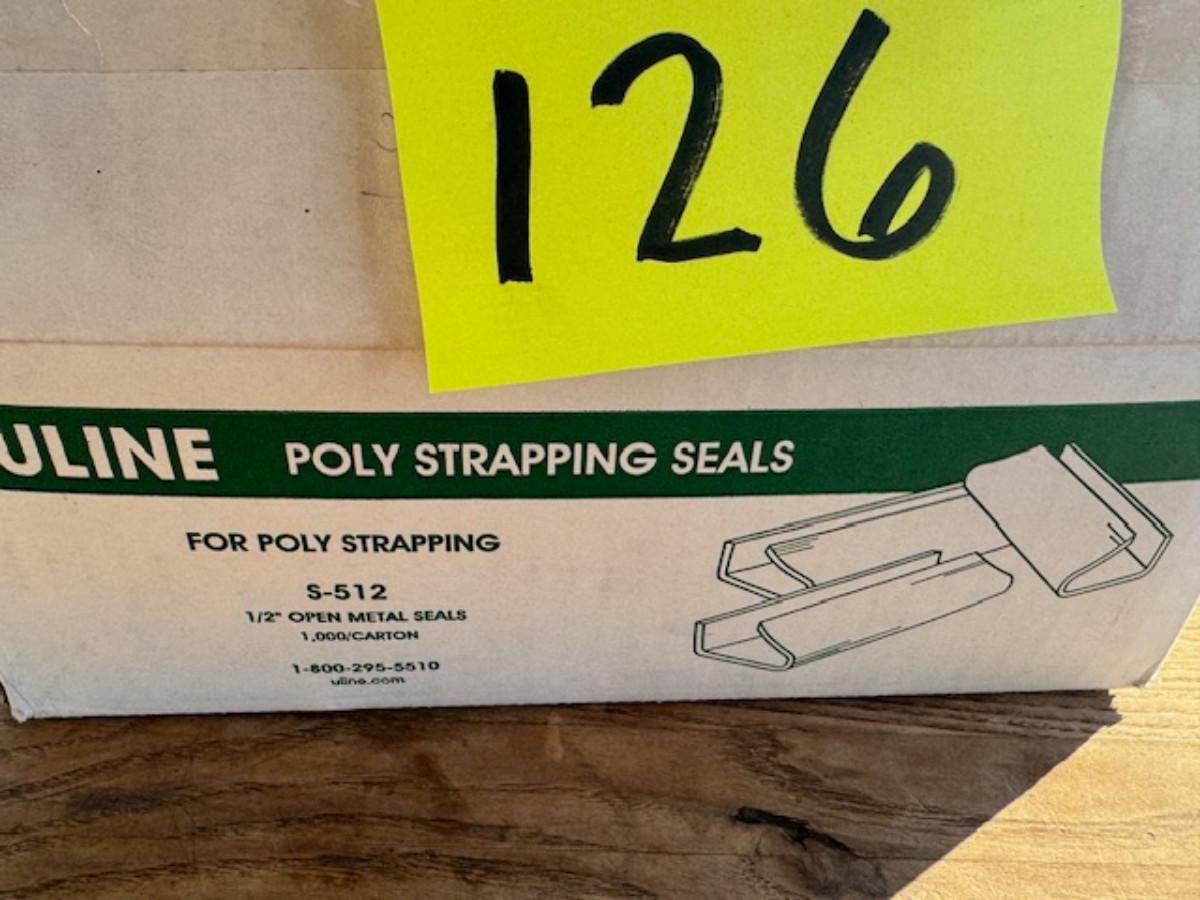 126
ULINE POLY STRAPPING SEALS
FOR POLY STRAPPING
S-512
1/2" OPEN METAL SEALS
1,000/CARTON
1-800-295-5510
uline.com